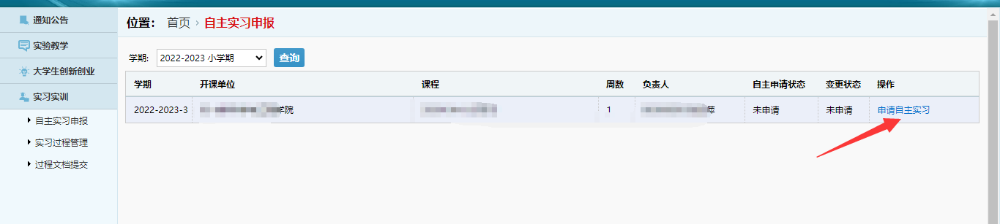 通知公告
实验教学
大学生创新创业
实习实训
自主实习申报
实习过程管理
过程文档提交
位置： 首页 › 自主实习申报
学期: 2022-2023 小学期 查询
学期 开课单位 课程 周数 负责人 自主申请状态 变更状态 操作
2022-2023-3 学院 1 未申请 未申请 申请自主实习